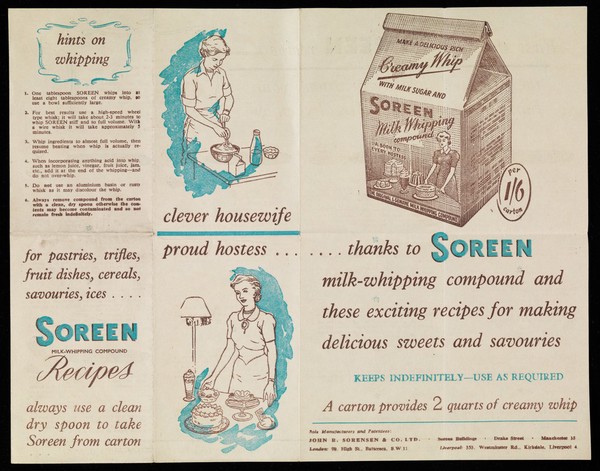 hints on
whipping
1. One tablespoon SOREEN whips into at
least eight tablespoons of creamy whip, so
use a bowl sufficiently large.
2. For best results use a high-speed wheel
type whisk; it will take about 2-3 minutes to
whip SOREEN stiff and to full volume. With
a wire whisk it will take approximately 5
minutes.
3. Whip ingredients to almost full volume, then
resume beating when whip is actually re-
quired.
4. When incorporating anything acid into whip,
such as lemon juice, vinegar, fruit juice, jam,
etc., add it at the end of the whipping—and
do not over-whip.
5. Do not use an aluminium basin or
whisk as it may discolour the whip.
6. Always remove compound from the carton
with a clean, dry spoon otherwise the con-
tents may become contaminated and so not
remain fresh indefinitely.
for pastries, trifles,
fruit dishes, cereals,
savouries, ices . . . .
SOREEN
MILK-WHIPPING COMPOUND
Recipes
always use a clean
dry spoon to take
Soreen from carton
clever housewife
proud hostess . . . . . . . . thanks to SOREEN
MAKE A DELICIOUS RICH
Creamy Whip
WITH MILK SUGAR AND
SOREEN
Milk Whipping
compound
A BOON TO
EVERY HOSTESS
per
1/6
carton
milk-whipping compound and
these exciting recipes for making
delicious sweets and savouries
KEEPS INDEFINITELY—USE AS REQUIRED
A carton provides 2 quarts of creamy whip
Sole Manufacturers and Patentees:
JOHN R. SORENSEN & CO. LTD. · Soreen Buildings · Drake Street · Manchester 15
London: 50, High St., Battersea, S W 11. Liverpool: 335, Westminster Rd., Kirkdale, Liverpool 4